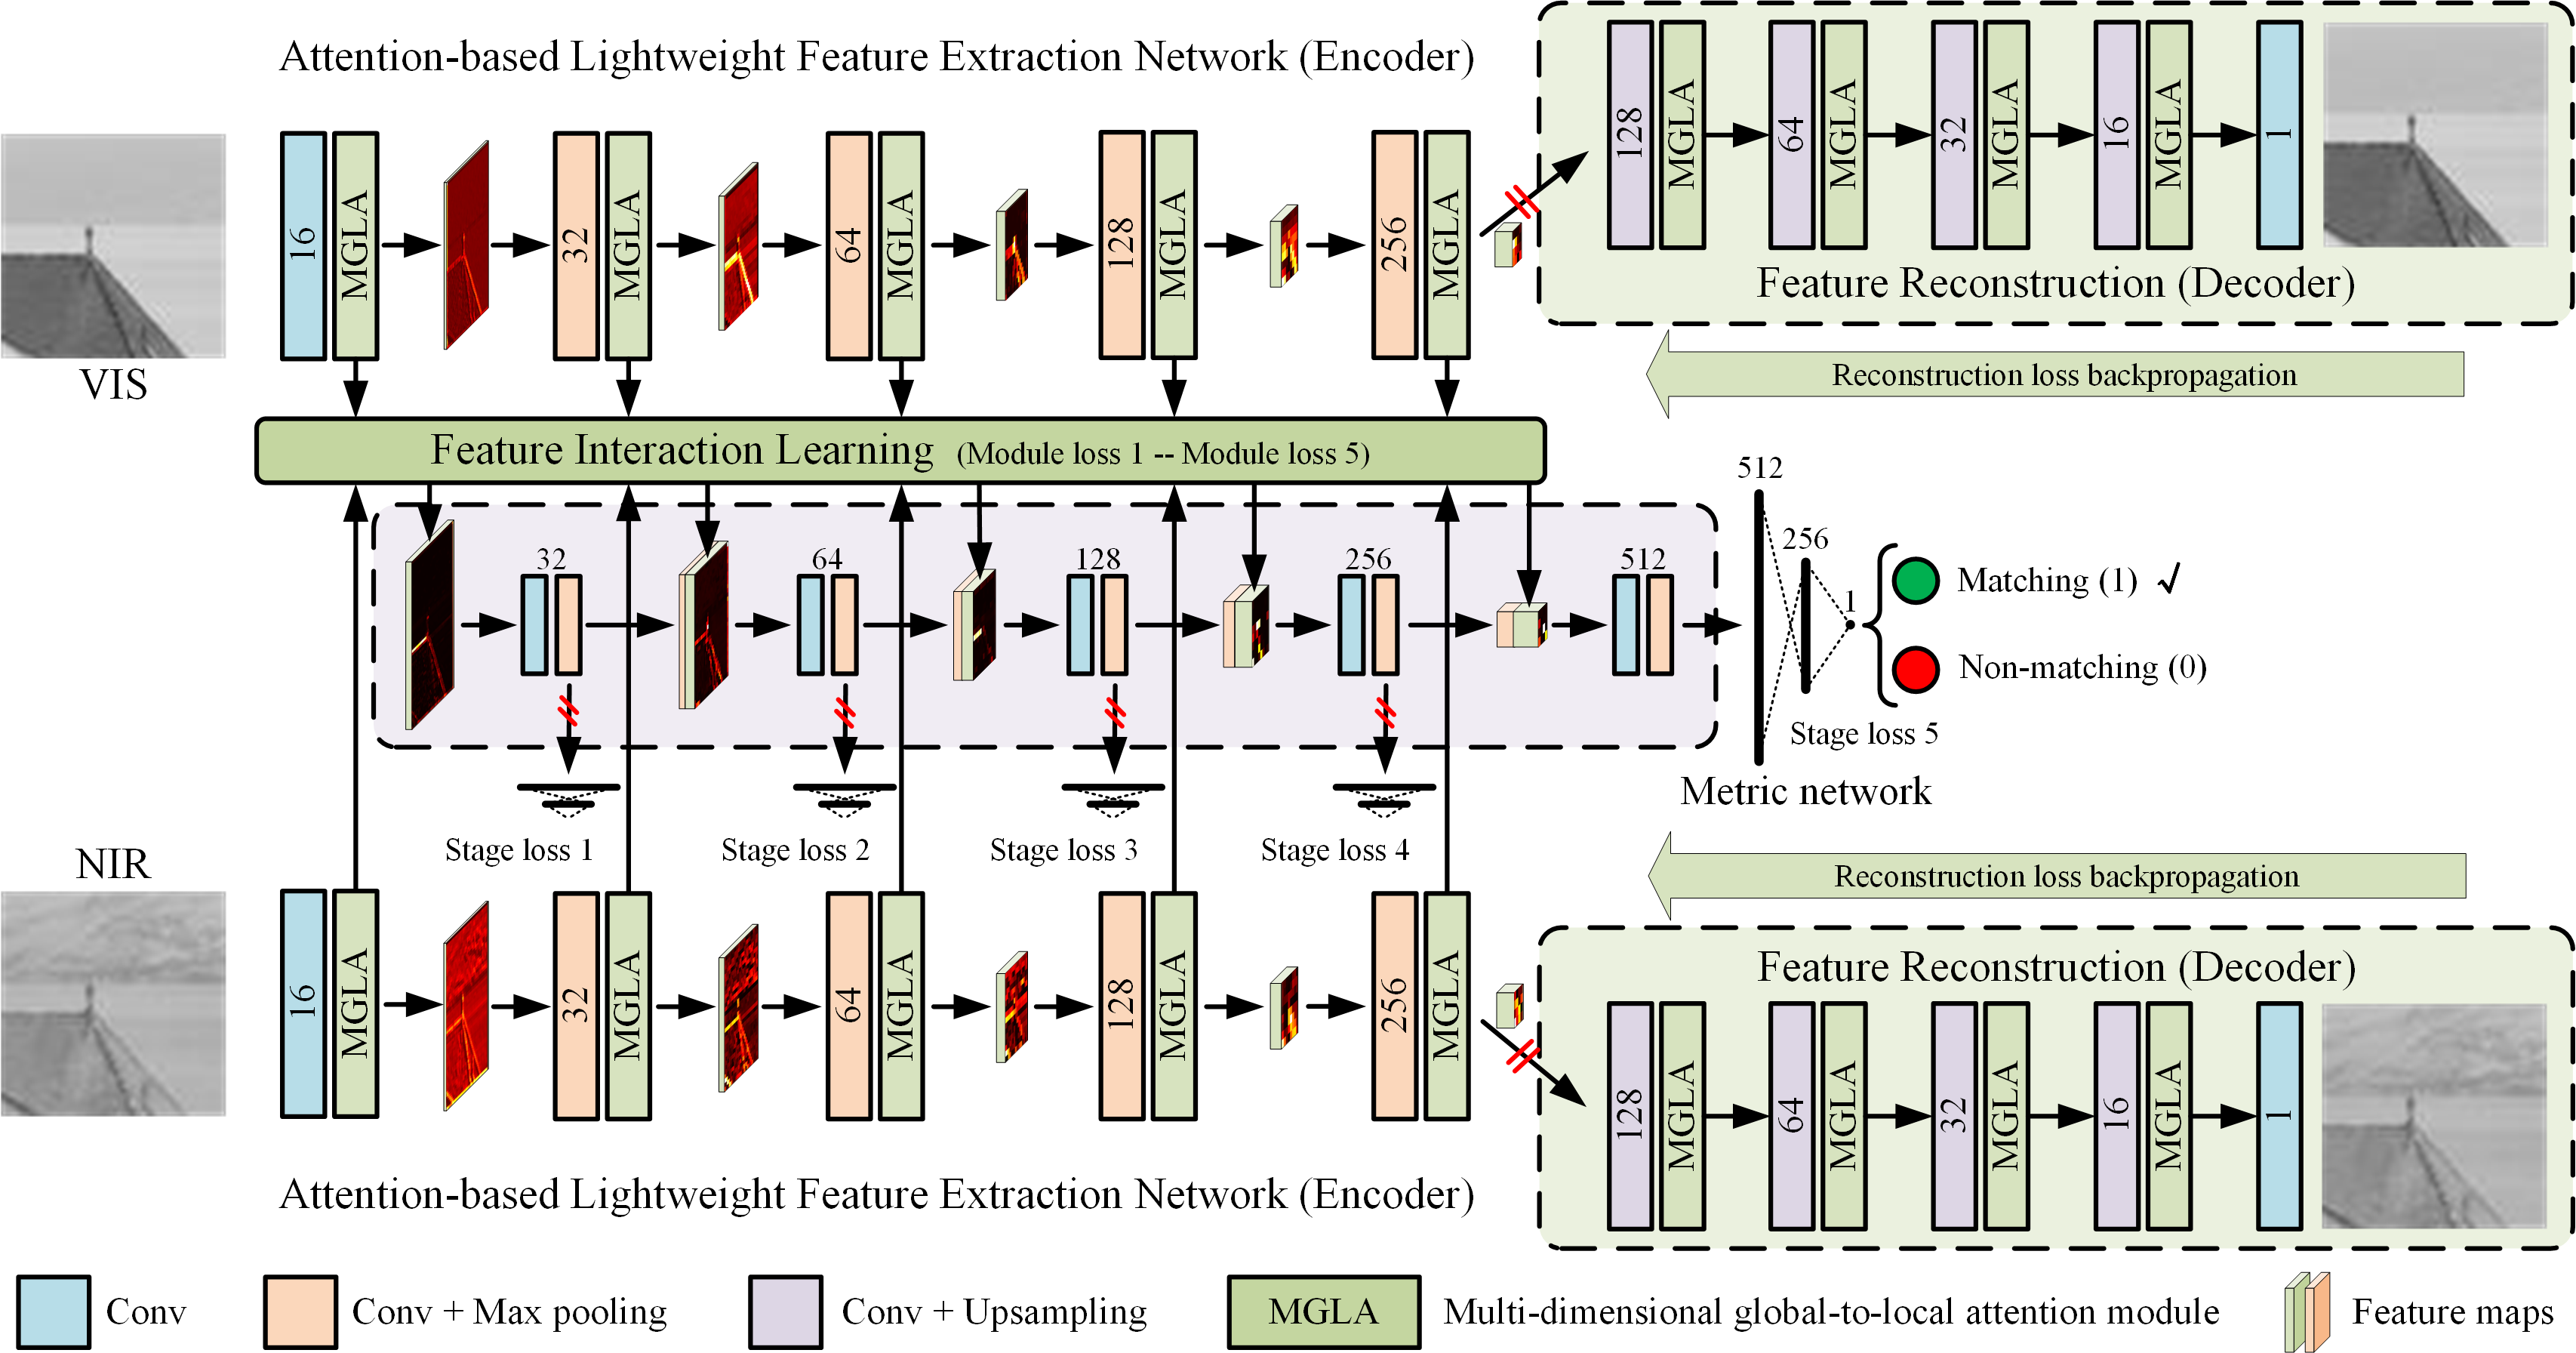 Attention-based Lightweight Feature Extraction Network (Encoder)
16
MGLA
32
MGLA
64
MGLA
128
MGLA
256
MGLA
128
MGLA
64
MGLA
32
MGLA
16
MGLA
1
Feature Reconstruction (Decoder)
VIS
Reconstruction loss backpropagation
Feature Interaction Learning (Module loss 1 -- Module loss 5)
32
64
128
256
512
512
256
1
Matching (1) √
Non-matching (0)
Stage loss 5
Metric network
Stage loss 1
Stage loss 2
Stage loss 3
Stage loss 4
NIR
Reconstruction loss backpropagation
16
MGLA
32
MGLA
64
MGLA
128
MGLA
256
MGLA
Feature Reconstruction (Decoder)
128
MGLA
64
MGLA
32
MGLA
16
MGLA
1
Attention-based Lightweight Feature Extraction Network (Encoder)
Conv
Conv + Max pooling
Conv + Upsampling
MGLA
Multi-dimensional global-to-local attention module
Feature maps